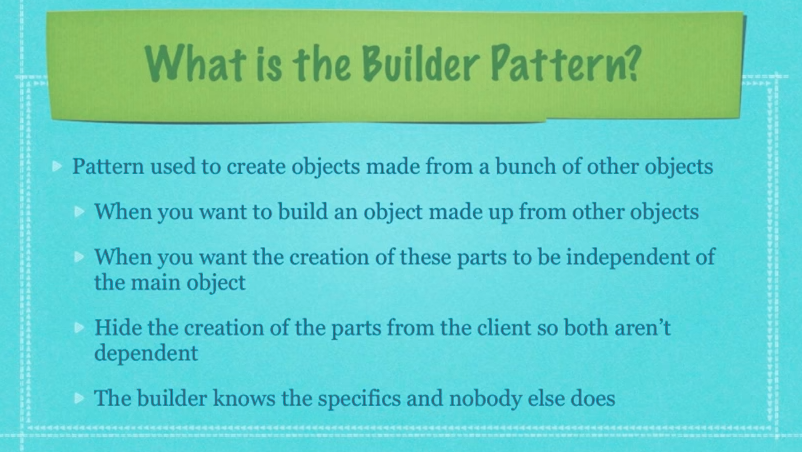 What is the Builder Pattern?
Pattern used to create objects made from a bunch of other objects
When you want to build an object made up from other objects
When you want the creation of these parts to be independent of
the main object
Hide the creation of the parts from the client so both aren’t
dependent
The builder knows the specifics and nobody else does